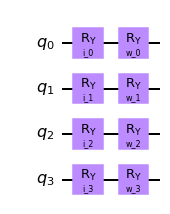 q0 RY i_0 RY w_0
q1 RY i_1 RY w_1
q2 RY i_2 RY w_2
q3 RY i_3 RY w_3